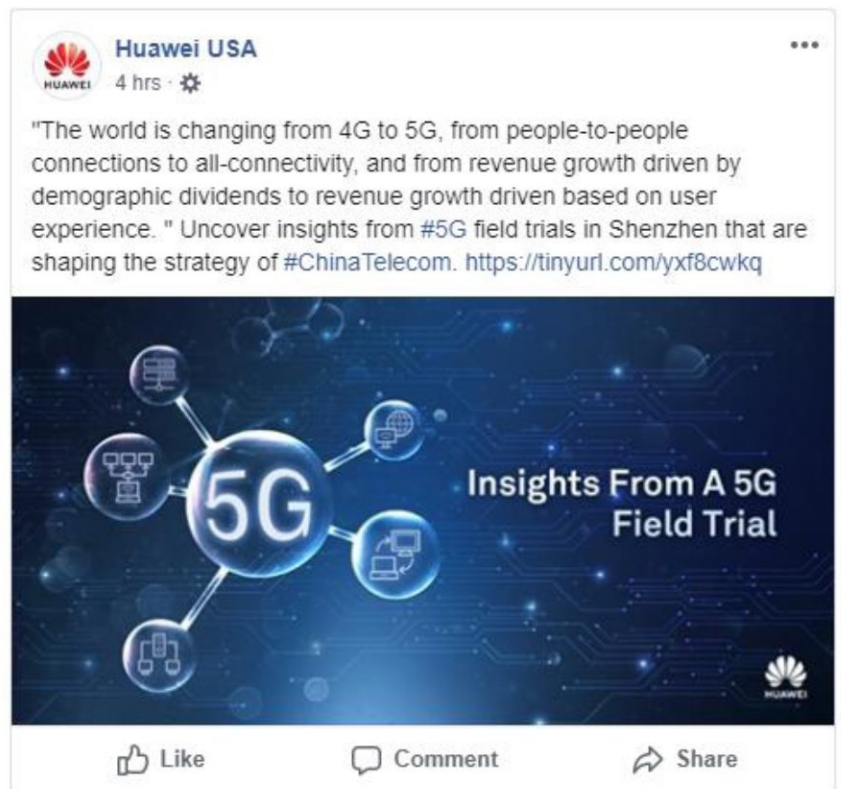 Huawei USA
HUAWEI
4 hrs ·
"The world is changing from 4G to 5G, from people-to-people
connections to all-connectivity, and from revenue growth driven by
demographic dividends to revenue growth driven based on user
experience. " Uncover insights from #5G field trials in Shenzhen that are
shaping the strategy of #ChinaTelecom. https://tinyurl.com/yxf8cwkq
5G
Insights From A 5G
Field Trial
HUAWEI
Like
Comment
Share